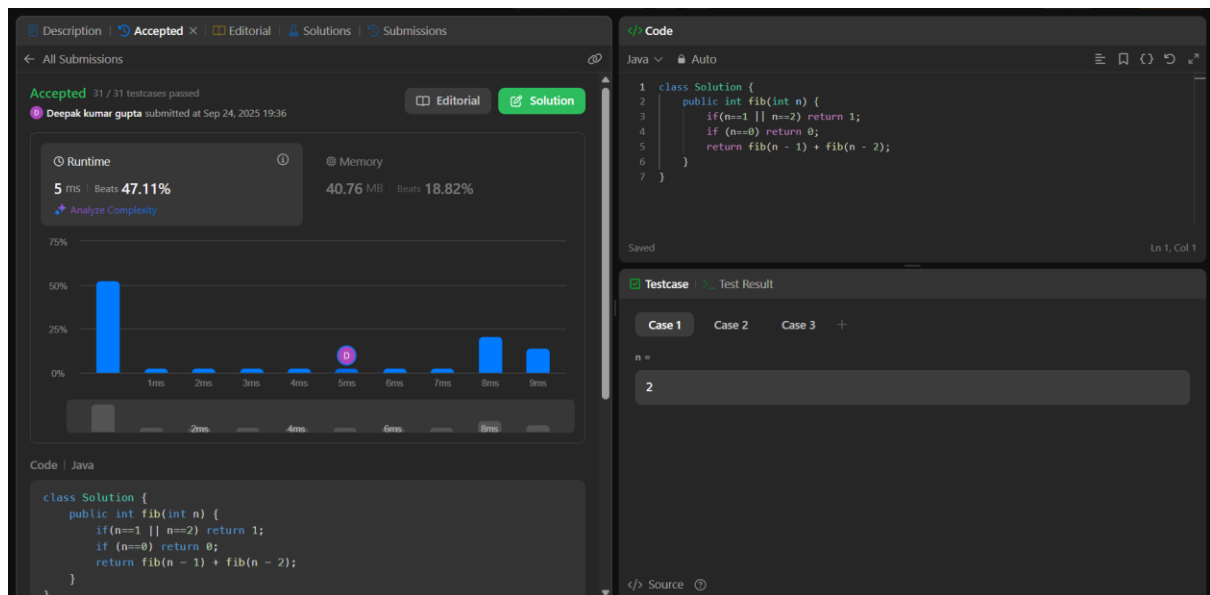 Description
Accepted
Editorial
Solutions
Submissions
All Submissions
Accepted 31 / 31 testcases passed
D Deepak kumar gupta submitted at Sep 24, 2025 19:36
Editorial
Solution
Runtime
5 ms | Beats 47.11%
Analyze Complexity
Memory
40.76 MB | Beats 18.82%
75%
50%
25%
0%
D
1ms 2ms 3ms 4ms 5ms 6ms 7ms 8ms 9ms
2ms 4ms 6ms 8ms
Code | Java
class Solution {
    public int fib(int n) {
        if(n==1 || n==2) return 1;
        if (n==0) return 0;
        return fib(n - 1) + fib(n - 2);
    }
}
</> Code
Java
Auto
1 class Solution {
2     public int fib(int n) {
3         if(n==1 || n==2) return 1;
4         if (n==0) return 0;
5         return fib(n - 1) + fib(n - 2);
6     }
7 }
Saved
Ln 1, Col 1
Testcase | >_ Test Result
Case 1 Case 2 Case 3 +
n =
2
</> Source